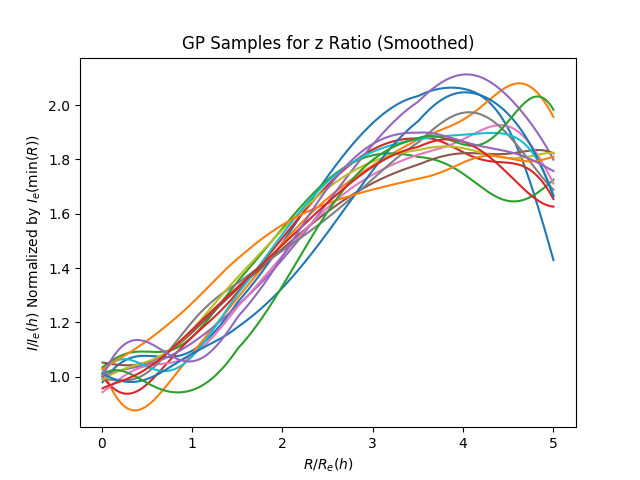 GP Samples for z Ratio (Smoothed)
I/I_e(h) Normalized by I_e(min(R))
2.0
1.8
1.6
1.4
1.2
1.0
0 1 2 3 4 5
R/R_e(h)